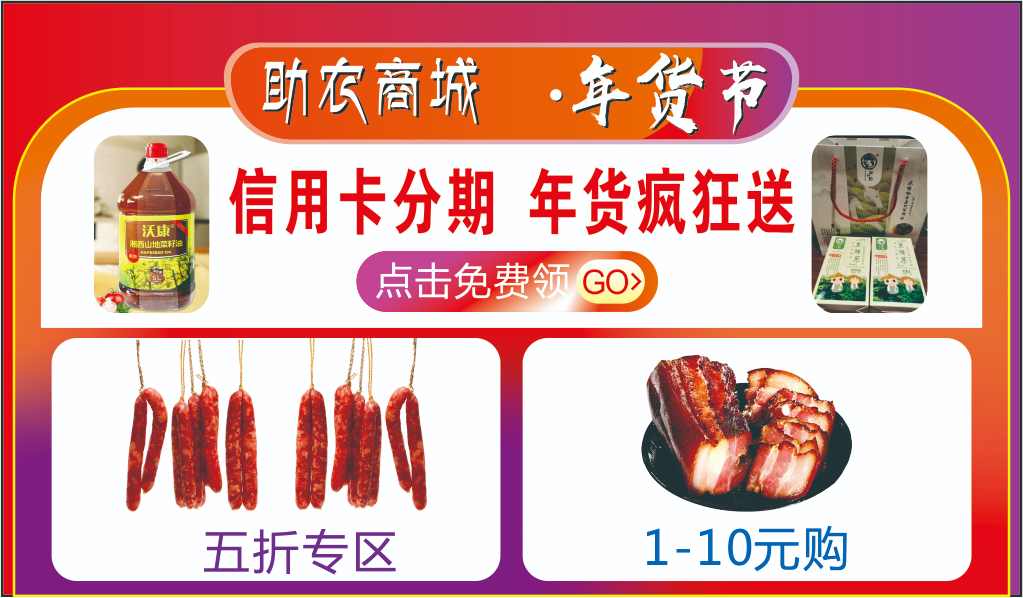 助农商城 ·年货节
信用卡分期 年货疯狂送
点击免费领 GO>
沃康
湘西山地菜籽油
五折专区
1-10元购